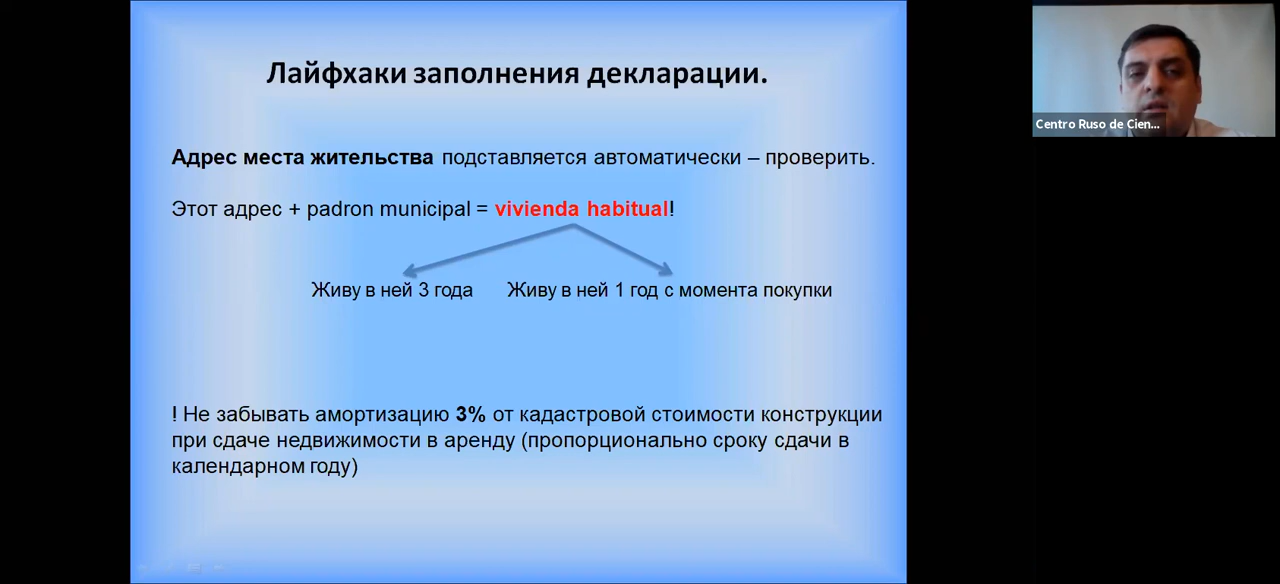 Лайфхаки заполнения декларации.
Адрес места жительства подставляется автоматически – проверить.
Этот адрес + padron municipal = vivienda habitual!
Живу в ней 3 года Живу в ней 1 год с момента покупки
! Не забывать амортизацию 3% от кадастровой стоимости конструкции
при сдаче недвижимости в аренду (пропорционально сроку сдачи в
календарном году)
Centro Ruso de Cien...